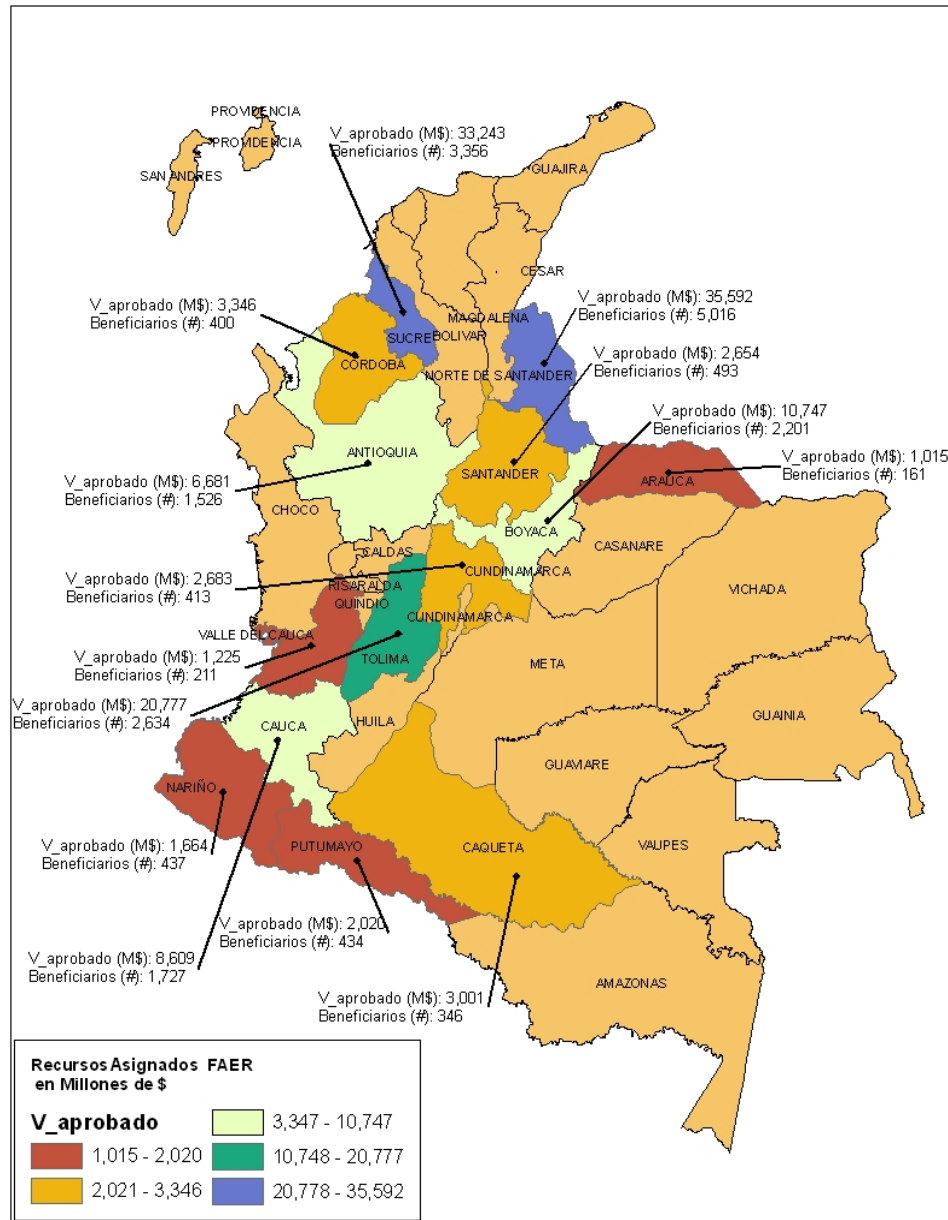 PROVIDENCIA
PROVIDENCIA
SAN ANDRES
V_aprobado (M$): 33,243
Beneficiarios (#): 3,356
GUAJIRA
CESAR
MAGDALENA
BOLIVAR
SUCRE
CORDOBA
NORTE DE SANTANDER
V_aprobado (M$): 3,346
Beneficiarios (#): 400
V_aprobado (M$): 35,592
Beneficiarios (#): 5,016
V_aprobado (M$): 2,654
Beneficiarios (#): 493
V_aprobado (M$): 10,747
Beneficiarios (#): 2,201
V_aprobado (M$): 1,015
Beneficiarios (#): 161
ANTIOQUIA
SANTANDER
ARAUCA
V_aprobado (M$): 6,681
Beneficiarios (#): 1,526
CHOCO
BOYACA
CASANARE
CALDAS
CUNDINAMARCA
VICHADA
V_aprobado (M$): 2,683
Beneficiarios (#): 413
RISARALDA
QUINDIO
CUNDINAMARCA
VALLE DEL CAUCA
TOLIMA
META
V_aprobado (M$): 1,225
Beneficiarios (#): 211
V_aprobado (M$): 20,777
Beneficiarios (#): 2,634
CAUCA
HUILA
GUAINIA
GUAVIARE
NARIÑO
V_aprobado (M$): 1,664
Beneficiarios (#): 437
PUTUMAYO
CAQUETA
VAUPES
V_aprobado (M$): 2,020
Beneficiarios (#): 434
V_aprobado (M$): 8,609
Beneficiarios (#): 1,727
V_aprobado (M$): 3,001
Beneficiarios (#): 346
AMAZONAS
Recursos Asignados FAER
en Millones de $
V_aprobado
1,015 - 2,020
2,021 - 3,346
3,347 - 10,747
10,748 - 20,777
20,778 - 35,592